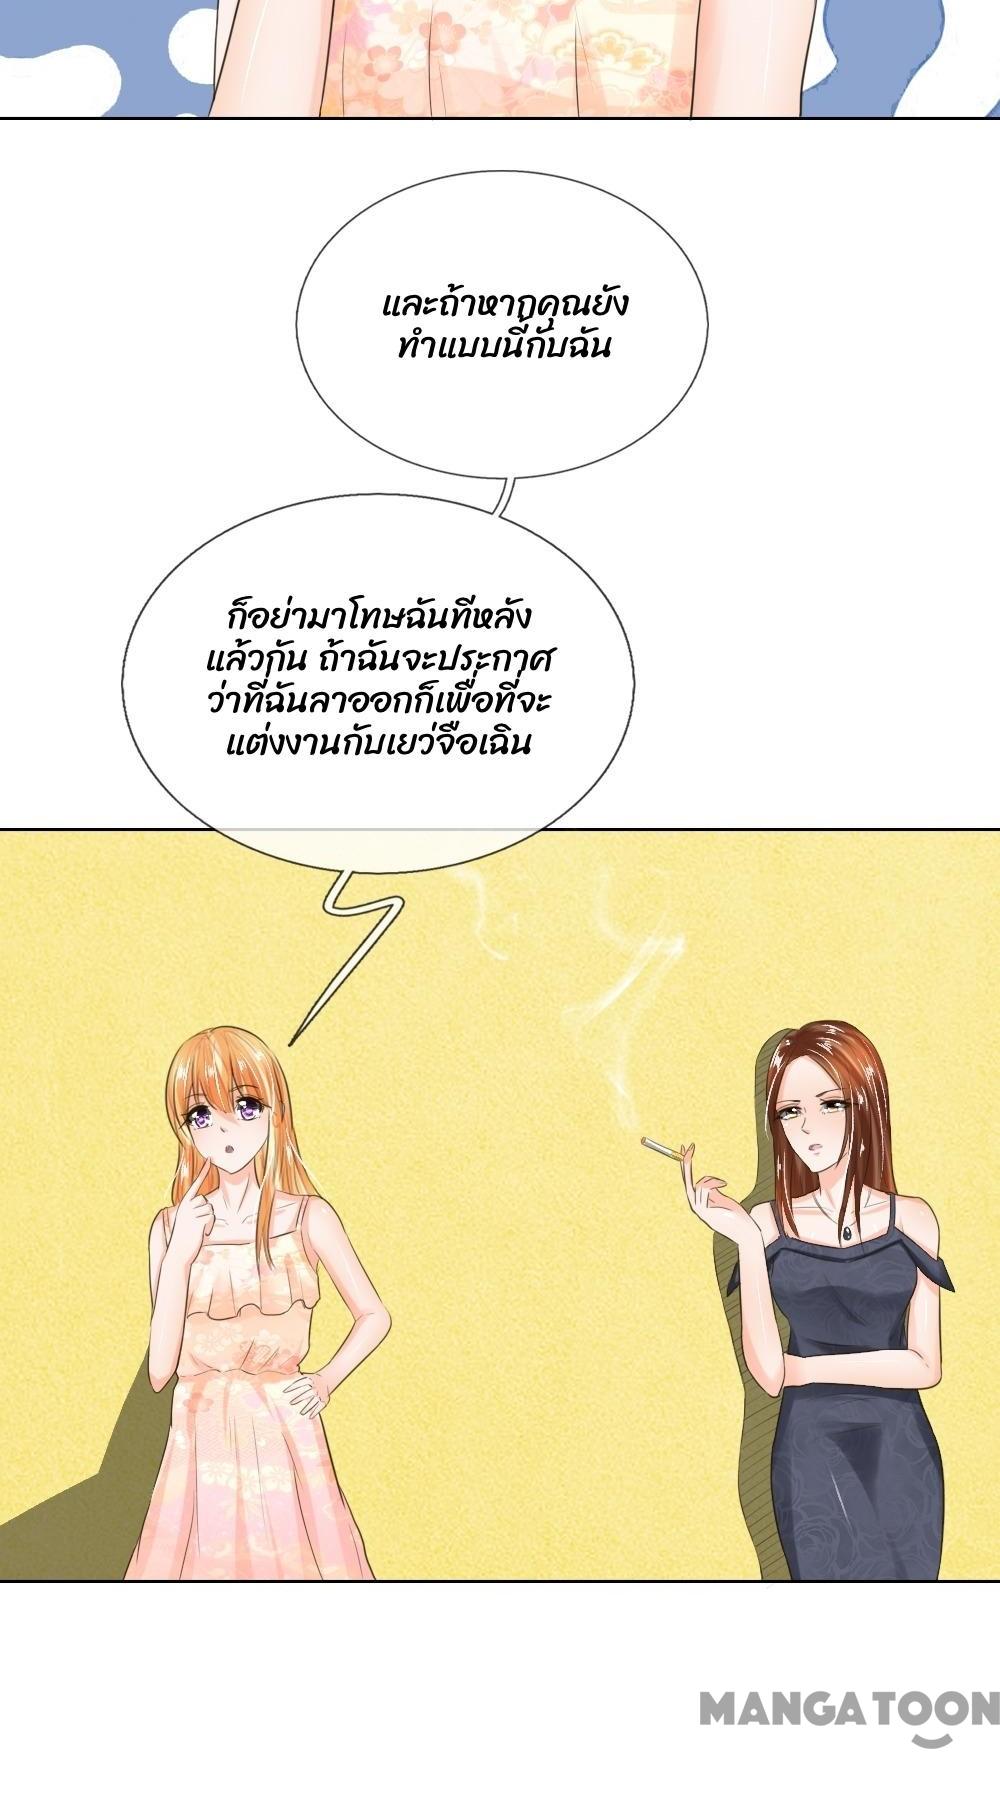 และถ้าหากคุณยัง
ทำแบบนี้กับฉัน
ก็อย่ามาโทษฉันทีหลัง
แล้วกัน ถ้าฉันจะประกาศ
ว่าที่ฉันลาออกก็เพื่อที่จะ
แต่งงานกับเยว่จือเฉิน
MANGATOON